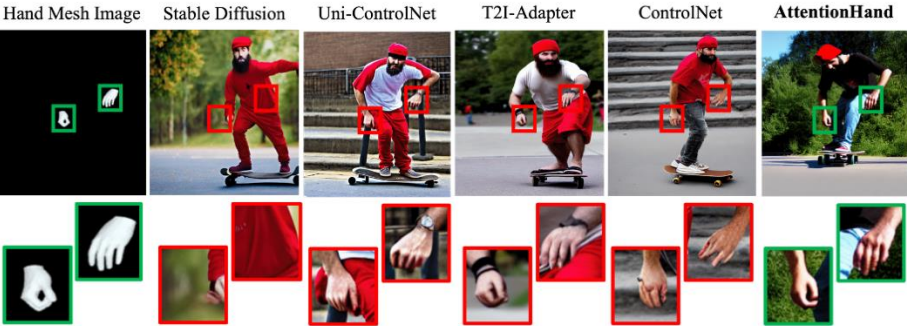 Hand Mesh Image
Stable Diffusion
Uni-ControlNet
T2I-Adapter
ControlNet
AttentionHand